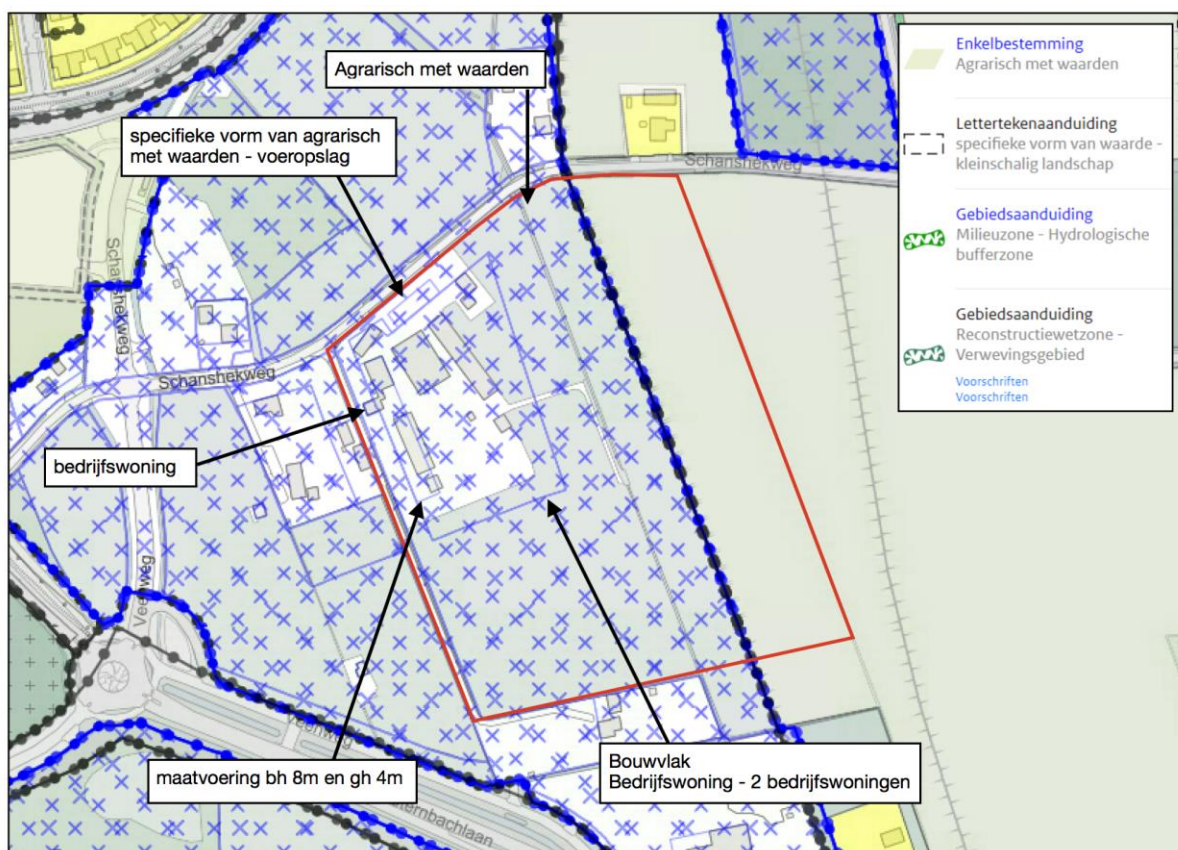 Agrarisch met waarden
specifieke vorm van agrarisch
met waarden - voeropslag
bedrijfswoning
maatvoering bh 8m en gh 4m
Bouwvlak
Bedrijfswoning - 2 bedrijfswoningen
Schanshekweg
Schanshekweg
Schanshekweg
Veenweg
Veenweg
Enkelbestemming
Agrarisch met waarden
Lettertekenaanduiding
specifieke vorm van waarde -
kleinschalig landschap
Gebiedsaanduiding
Milieuzone - Hydrologische
bufferzone
Gebiedsaanduiding
Reconstructiewetzone -
Verwevingsgebied
Voorschriften
Voorschriften